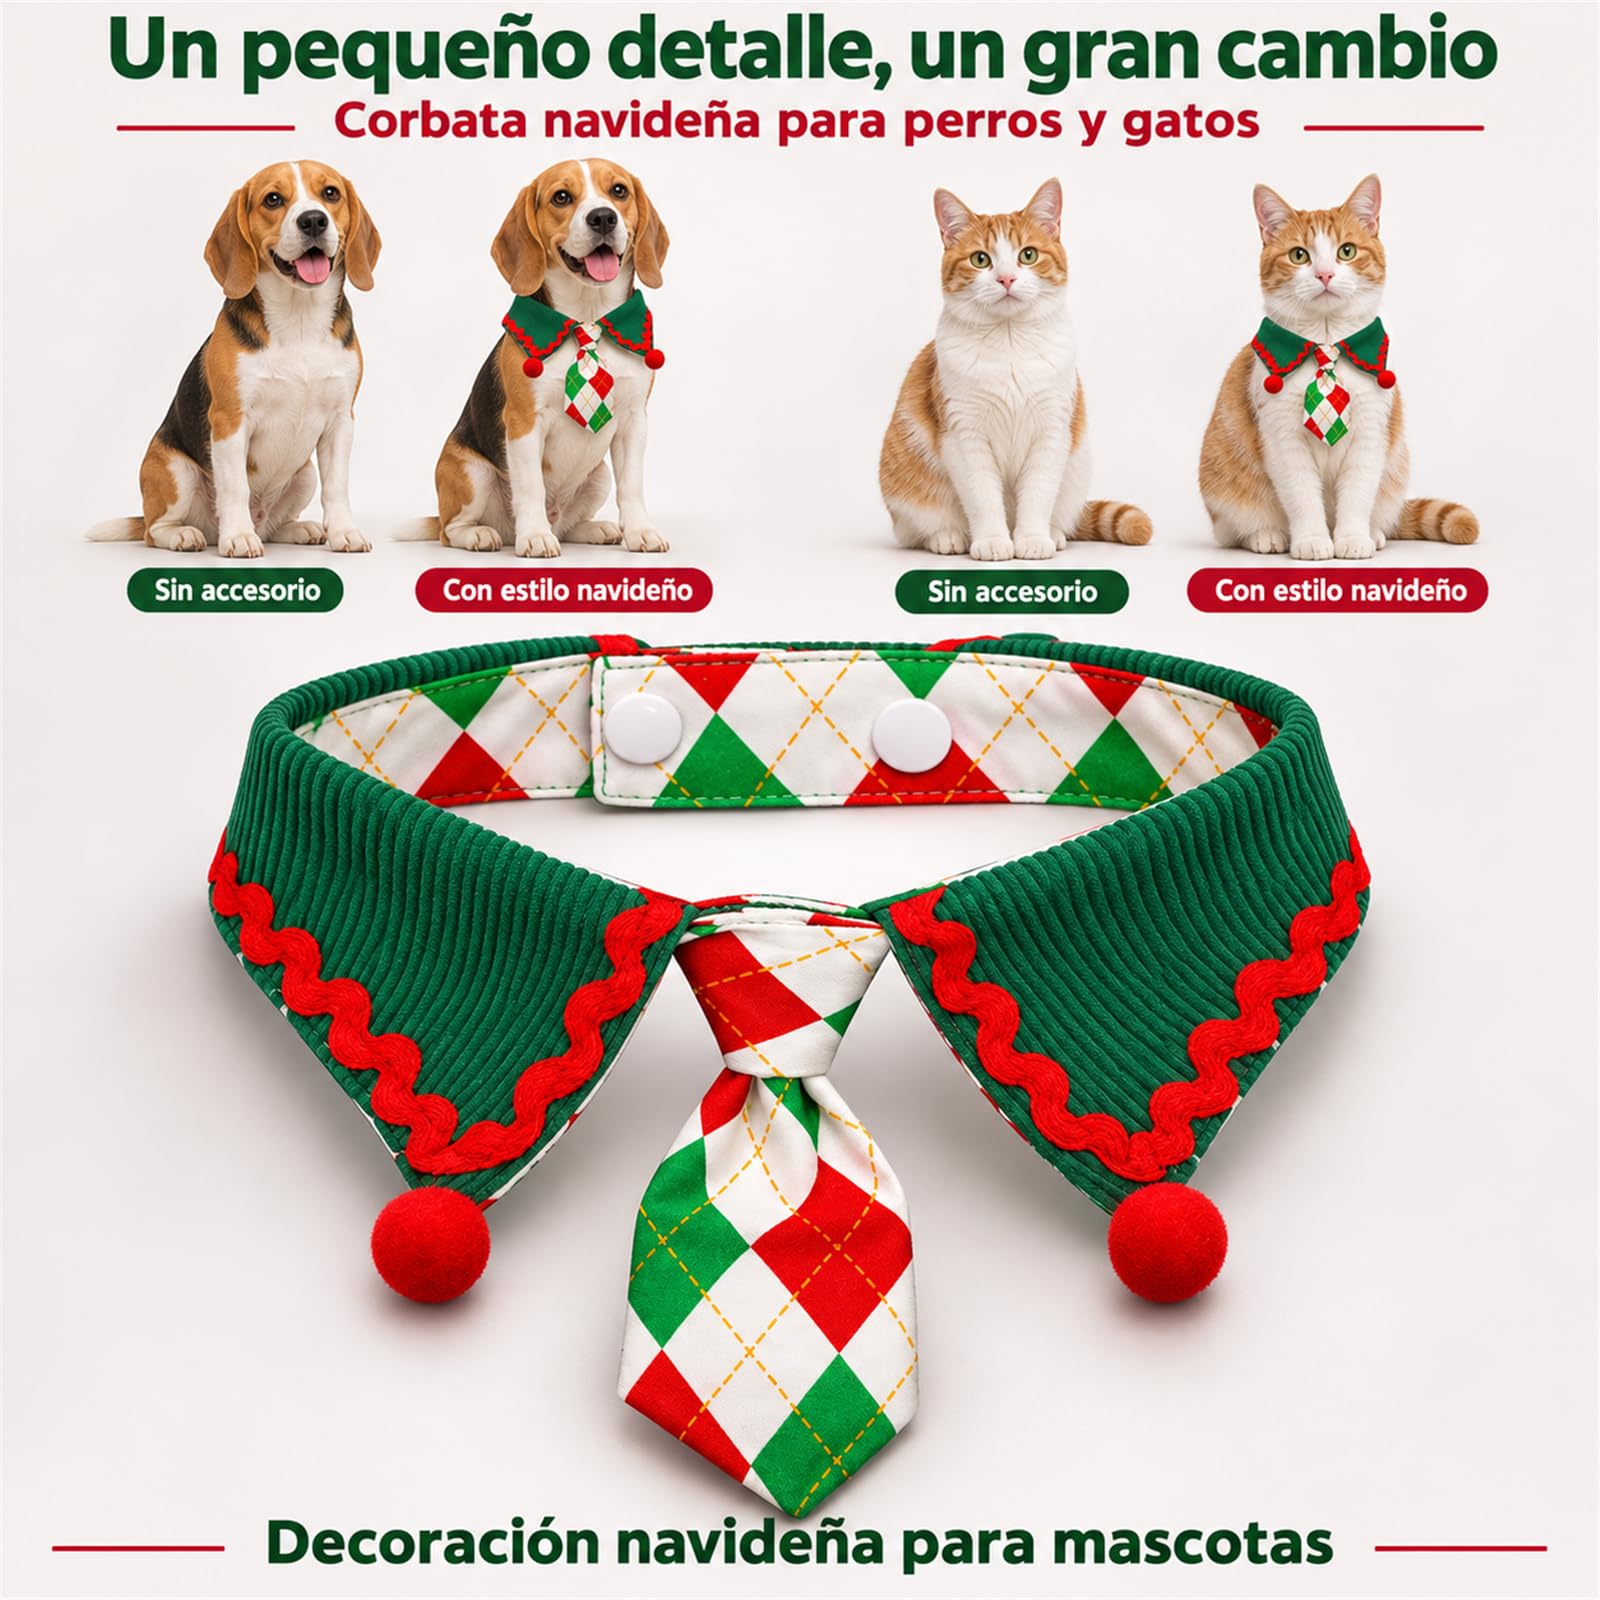 Un pequeño detalle, un gran cambio
Corbata navideña para perros y gatos
Sin accesorio
Con estilo navideño
Sin accesorio
Con estilo navideño
Decoración navideña para mascotas